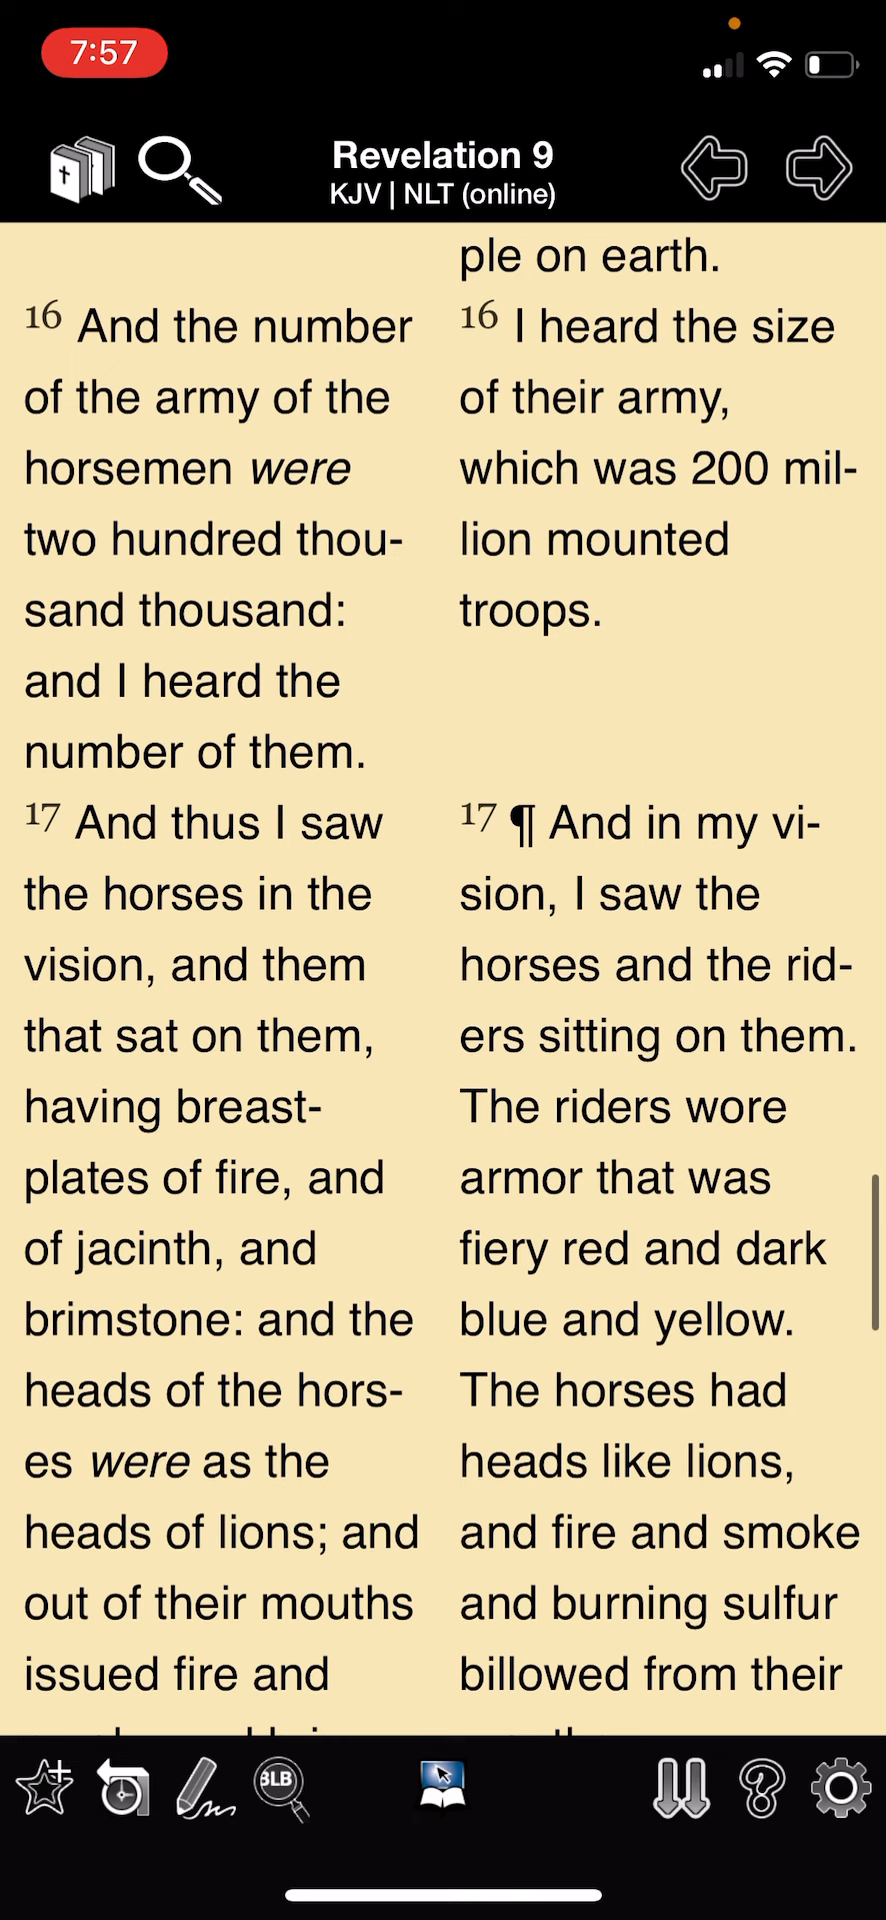 7:57
Revelation 9
KJV | NLT (online)
16 And the number
of the army of the
horsemen were
two hundred thou-
sand thousand:
and I heard the
number of them.
17 And thus I saw
the horses in the
vision, and them
that sat on them,
having breast-
plates of fire, and
of jacinth, and
brimstone: and the
heads of the hors-
es were as the
heads of lions; and
out of their mouths
issued fire and
ple on earth.
16 I heard the size
of their army,
which was 200 mil-
lion mounted
troops.
17 ¶ And in my vi-
sion, I saw the
horses and the rid-
ers sitting on them.
The riders wore
armor that was
fiery red and dark
blue and yellow.
The horses had
heads like lions,
and fire and smoke
and burning sulfur
billowed from their
BLB